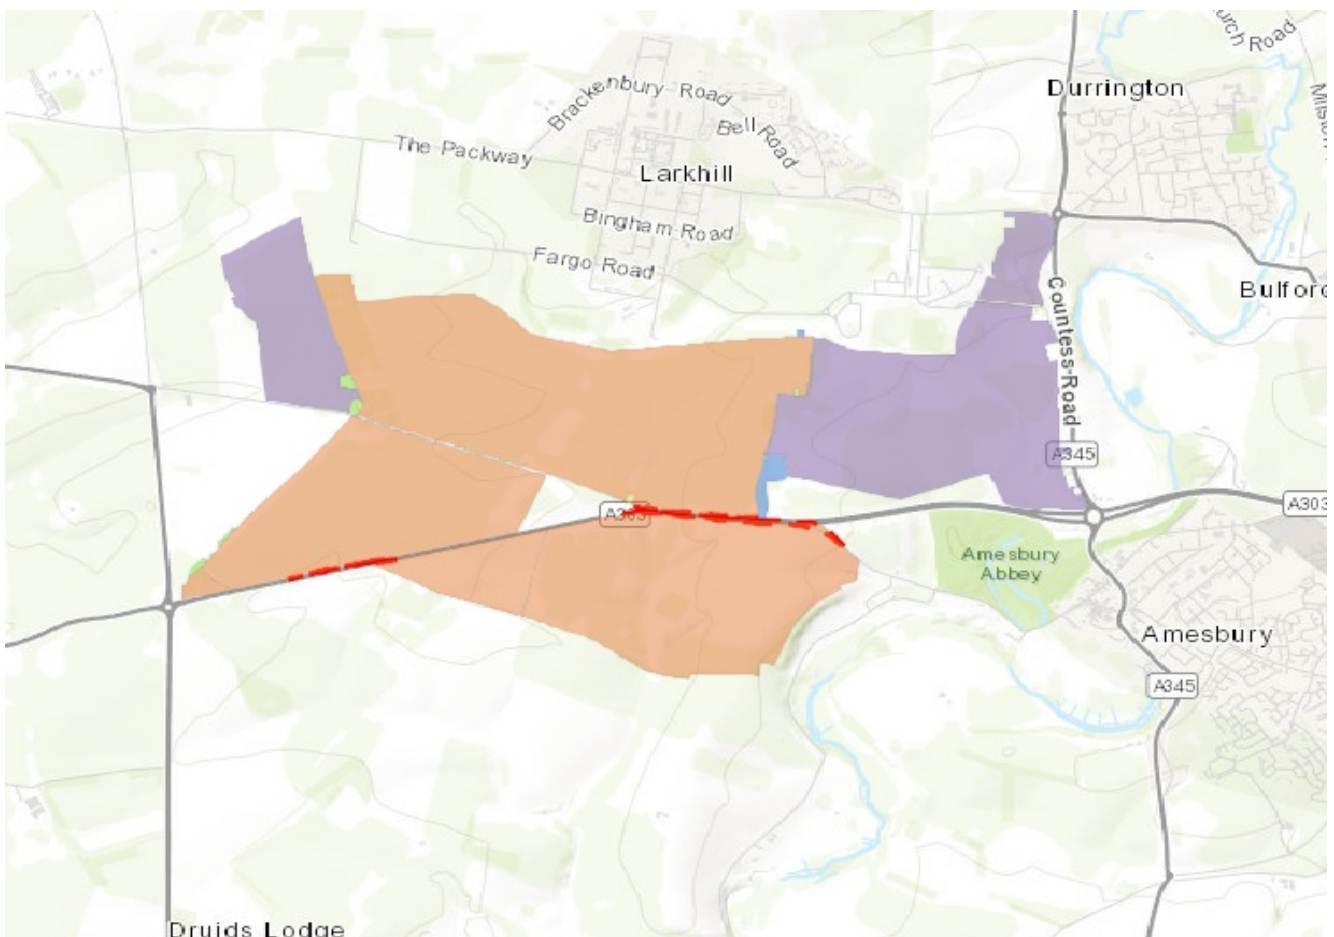 Church Road
Durrington
Brackenbury Road
Bell Road
The Packway
Larkhill
Bingham Road
Fargo Road
Countess Road
Bulford
A345
A303
A303
Amesbury
Abbey
Amesbury
A345
Druids Lodge